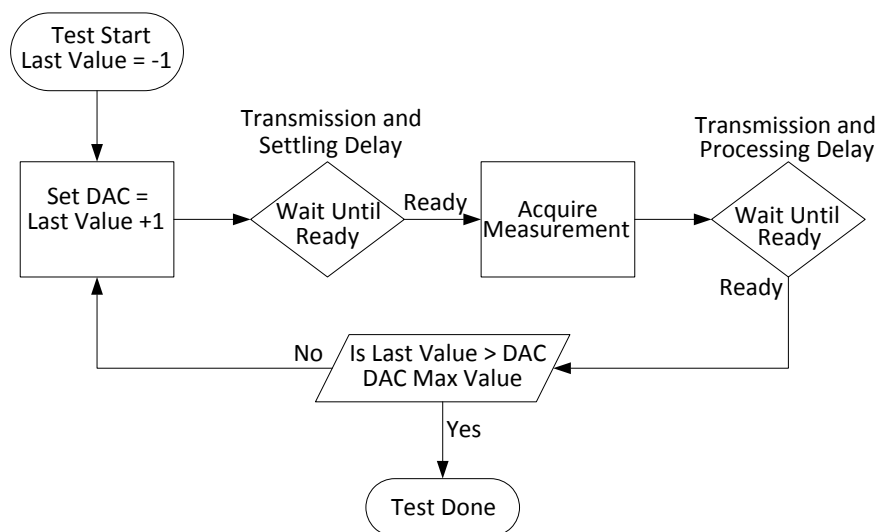 Test Start
Last Value = -1
Transmission and
Settling Delay
Transmission and
Processing Delay
Set DAC =
Last Value +1
Wait Until
Ready
Ready
Acquire
Measurement
Wait Until
Ready
Ready
No
Is Last Value > DAC
DAC Max Value
Yes
Test Done